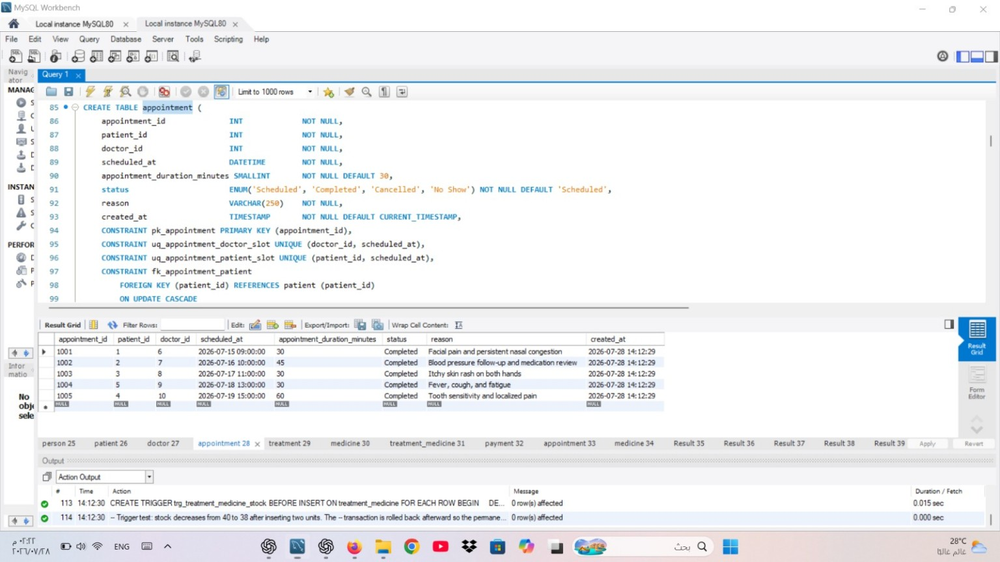 MySQL Workbench
Local instance MySQL80 × Local instance MySQL80 ×
File Edit View Query Database Server Tools Scripting Help
Navig
ator
Query 1 ×
MANAG
Limit to 1000 rows
85 CREATE TABLE appointment (
86 appointment_id INT NOT NULL,
87 patient_id INT NOT NULL,
88 doctor_id INT NOT NULL,
89 scheduled_at DATETIME NOT NULL,
90 appointment_duration_minutes SMALLINT NOT NULL DEFAULT 30,
91 status ENUM('Scheduled', 'Completed', 'Cancelled', 'No Show') NOT NULL DEFAULT 'Scheduled',
92 reason VARCHAR(250) NOT NULL,
93 created_at TIMESTAMP NOT NULL DEFAULT CURRENT_TIMESTAMP,
94 CONSTRAINT pk_appointment PRIMARY KEY (appointment_id),
95 CONSTRAINT uq_appointment_doctor_slot UNIQUE (doctor_id, scheduled_at),
96 CONSTRAINT uq_appointment_patient_slot UNIQUE (patient_id, scheduled_at),
97 CONSTRAINT fk_appointment_patient
98 FOREIGN KEY (patient_id) REFERENCES patient (patient_id)
99 ON UPDATE CASCADE
INSTAN
PERFOR
Infor
matio
No
obje
sele
Result Grid Filter Rows: Edit: Export/Import: Wrap Cell Content:
appointment_id patient_id doctor_id scheduled_at appointment_duration_minutes status reason created_at
1001 1 6 2026-07-15 09:00:00 30 Completed Facial pain and persistent nasal congestion 2026-07-28 14:12:29
1002 2 7 2026-07-16 10:00:00 45 Completed Blood pressure follow-up and medication review 2026-07-28 14:12:29
1003 3 8 2026-07-17 11:00:00 30 Completed Itchy skin rash on both hands 2026-07-28 14:12:29
1004 5 9 2026-07-18 13:00:00 30 Completed Fever, cough, and fatigue 2026-07-28 14:12:29
1005 4 10 2026-07-19 15:00:00 60 Completed Tooth sensitivity and localized pain 2026-07-28 14:12:29
NULL NULL NULL NULL NULL NULL NULL NULL
Result
Grid
Form
Editor
person 25 patient 26 doctor 27 appointment 28 × treatment 29 medicine 30 treatment_medicine 31 payment 32 appointment 33 medicine 34 Result 35 Result 36 Result 37 Result 38 Result 39 Apply Revert
Output
Action Output
# Time Action Message Duration / Fetch
113 14:12:30 CREATE TRIGGER trg_treatment_medicine_stock BEFORE INSERT ON treatment_medicine FOR EACH ROW BEGIN DE... 0 row(s) affected 0.015 sec
114 14:12:30 -- Trigger test: stock decreases from 40 to 38 after inserting two units. The -- transaction is rolled back afterward so the permane... 0 row(s) affected 0.000 sec
٠٢:٢٢ م
٢٠٢٦/٠٧/٢٨
ENG
بحث
28°C
غائم غالبًا